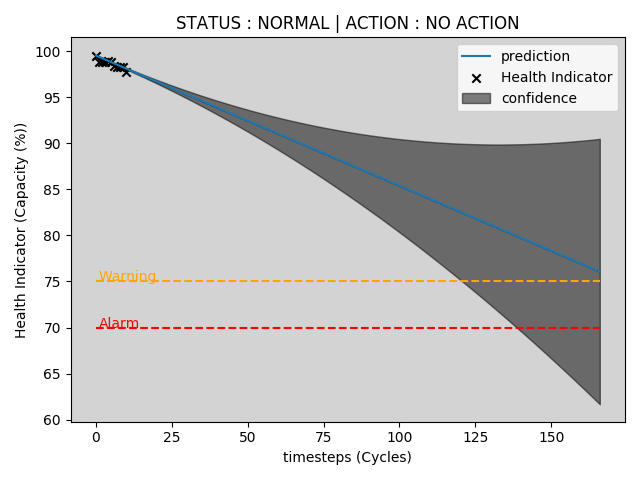 STATUS : NORMAL | ACTION : NO ACTION
prediction
Health Indicator
confidence
Health Indicator (Capacity (%))
100
95
90
85
80
75
70
65
60
Warning
Alarm
0
25
50
75
100
125
150
timesteps (Cycles)